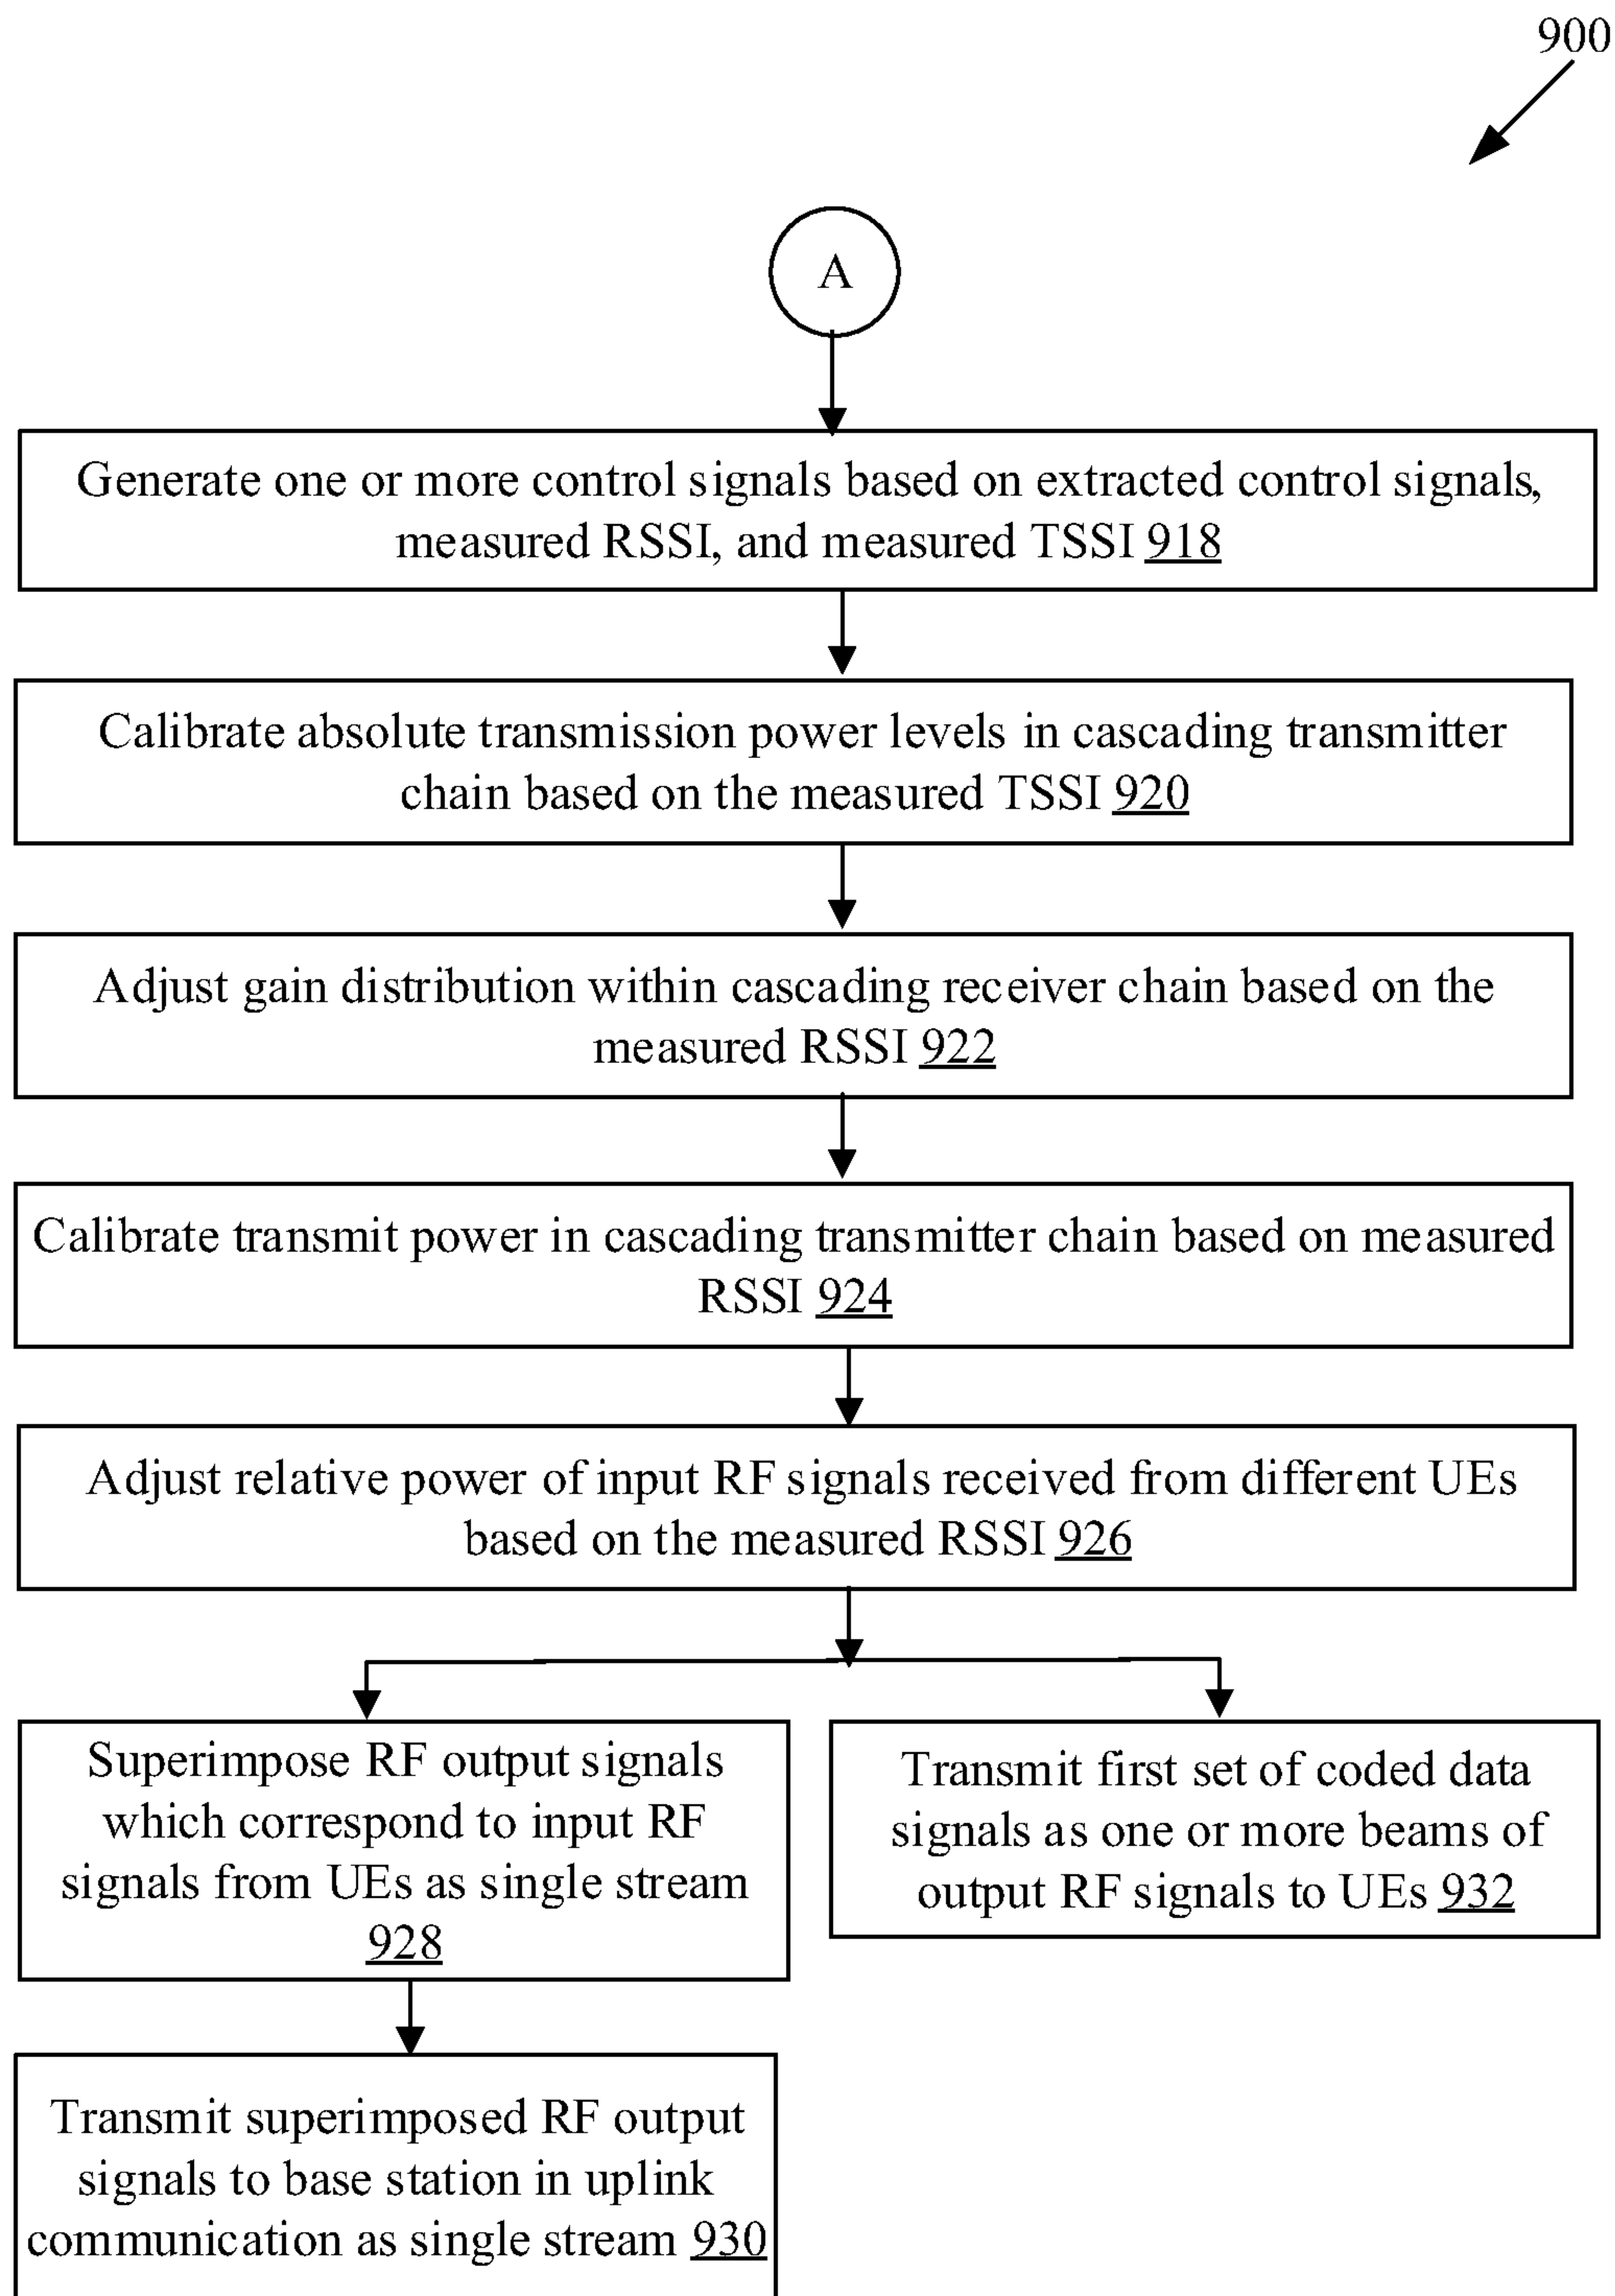 900
A
Generate one or more control signals based on extracted control signals,
measured RSSI, and measured TSSI 918
Calibrate absolute transmission power levels in cascading transmitter
chain based on the measured TSSI 920
Adjust gain distribution within cascading receiver chain based on the
measured RSSI 922
Calibrate transmit power in cascading transmitter chain based on measured
RSSI 924
Adjust relative power of input RF signals received from different UEs
based on the measured RSSI 926
Superimpose RF output signals
which correspond to input RF
signals from UEs as single stream
928
Transmit first set of coded data
signals as one or more beams of
output RF signals to UEs 932
Transmit superimposed RF output
signals to base station in uplink
communication as single stream 930